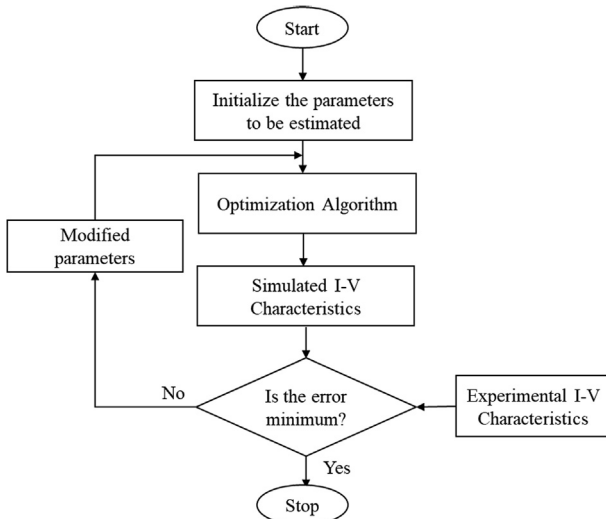 Start
Initialize the parameters
to be estimated
Optimization Algorithm
Modified
parameters
Simulated I-V
Characteristics
No
Is the error
minimum?
Experimental I-V
Characteristics
Yes
Stop